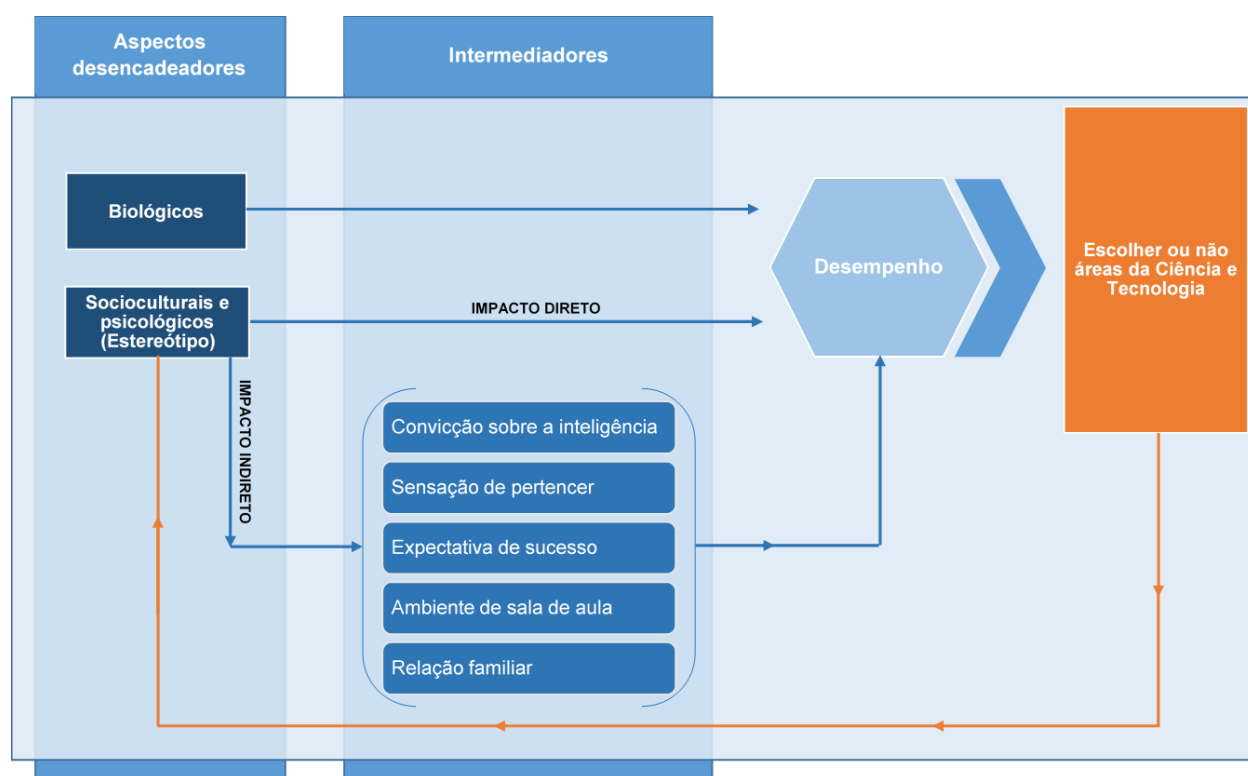 Aspectos
desencadeadores
Intermediadores
Biológicos
Socioculturais e
psicológicos
(Estereótipo)
IMPACTO DIRETO
IMPACTO INDIRETO
Convicção sobre a inteligência
Sensação de pertencer
Expectativa de sucesso
Ambiente de sala de aula
Relação familiar
Desempenho
Escolher ou não
áreas da Ciência e
Tecnologia